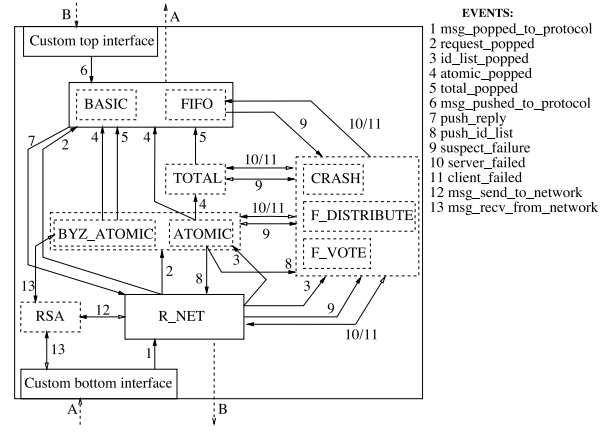 B
A
EVENTS:
Custom top interface
1 msg_popped_to_protocol
2 request_popped
3 id_list_popped
4 atomic_popped
5 total_popped
6 msg_pushed_to_protocol
7 push_reply
8 push_id_list
9 suspect_failure
10 server_failed
11 client_failed
12 msg_send_to_network
13 msg_recv_from_network
6
BASIC
FIFO
7
2
4
5
4
5
9
10/11
10/11
TOTAL
9
CRASH
4
10/11
F_DISTRIBUTE
BYZ_ATOMIC
ATOMIC
9
F_VOTE
13
2
8
3
8
3
9
RSA
12
R_NET
10/11
13
1
Custom bottom interface
A
B